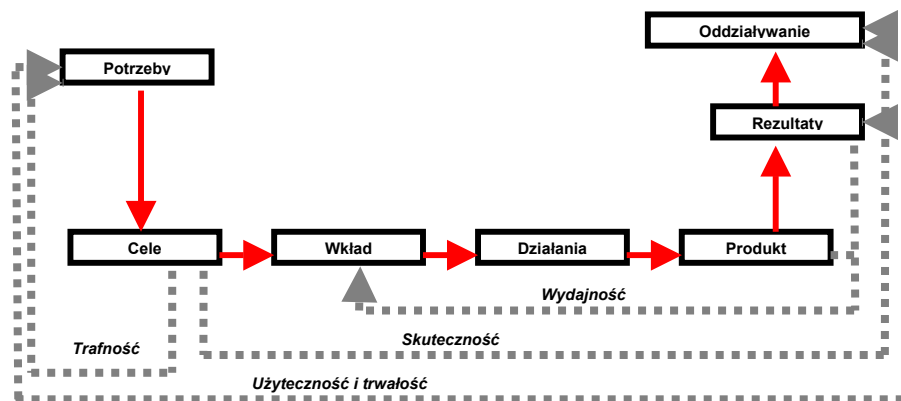 Oddziaływanie
Potrzeby
Rezultaty
Cele
Wkład
Działania
Produkt
Wydajność
Skuteczność
Trafność
Użyteczność i trwałość